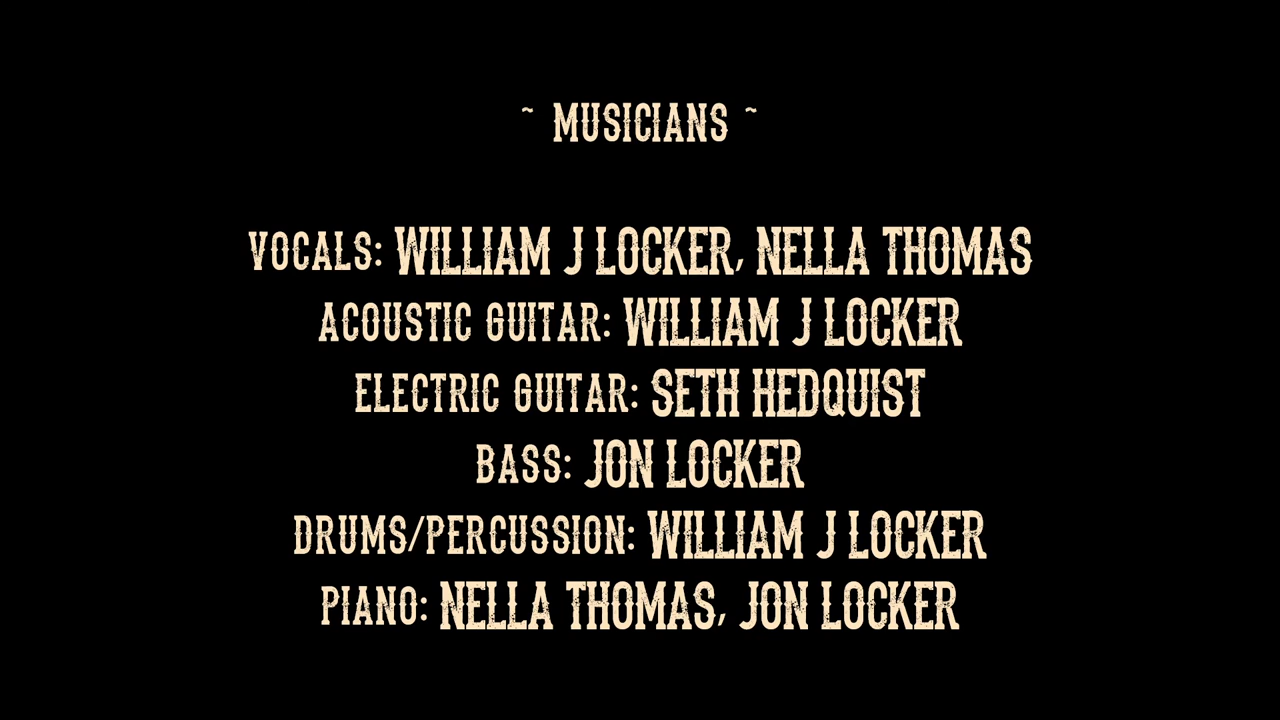 ~ MUSICIANS ~
VOCALS: WILLIAM J LOCKER, NELLA THOMAS
ACOUSTIC GUITAR: WILLIAM J LOCKER
ELECTRIC GUITAR: SETH HEDQUIST
BASS: JON LOCKER
DRUMS/PERCUSSION: WILLIAM J LOCKER
PIANO: NELLA THOMAS, JON LOCKER